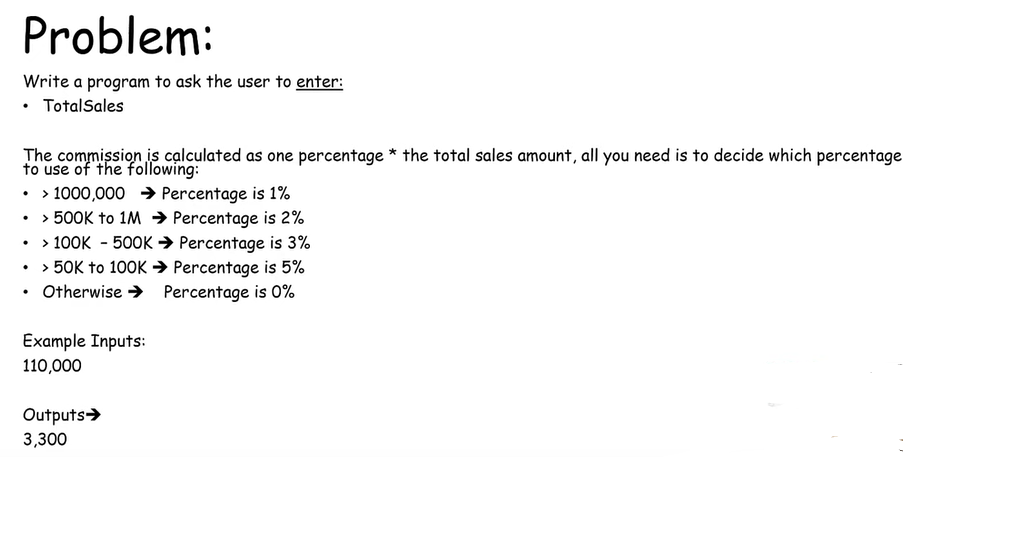 Problem:
Write a program to ask the user to enter:
• TotalSales
The commission is calculated as one percentage * the total sales amount, all you need is to decide which percentage
to use of the following:
• > 1000,000 ➔ Percentage is 1%
• > 500K to 1M ➔ Percentage is 2%
• > 100K – 500K ➔ Percentage is 3%
• > 50K to 100K ➔ Percentage is 5%
• Otherwise ➔ Percentage is 0%
Example Inputs:
110,000
Outputs➔
3,300